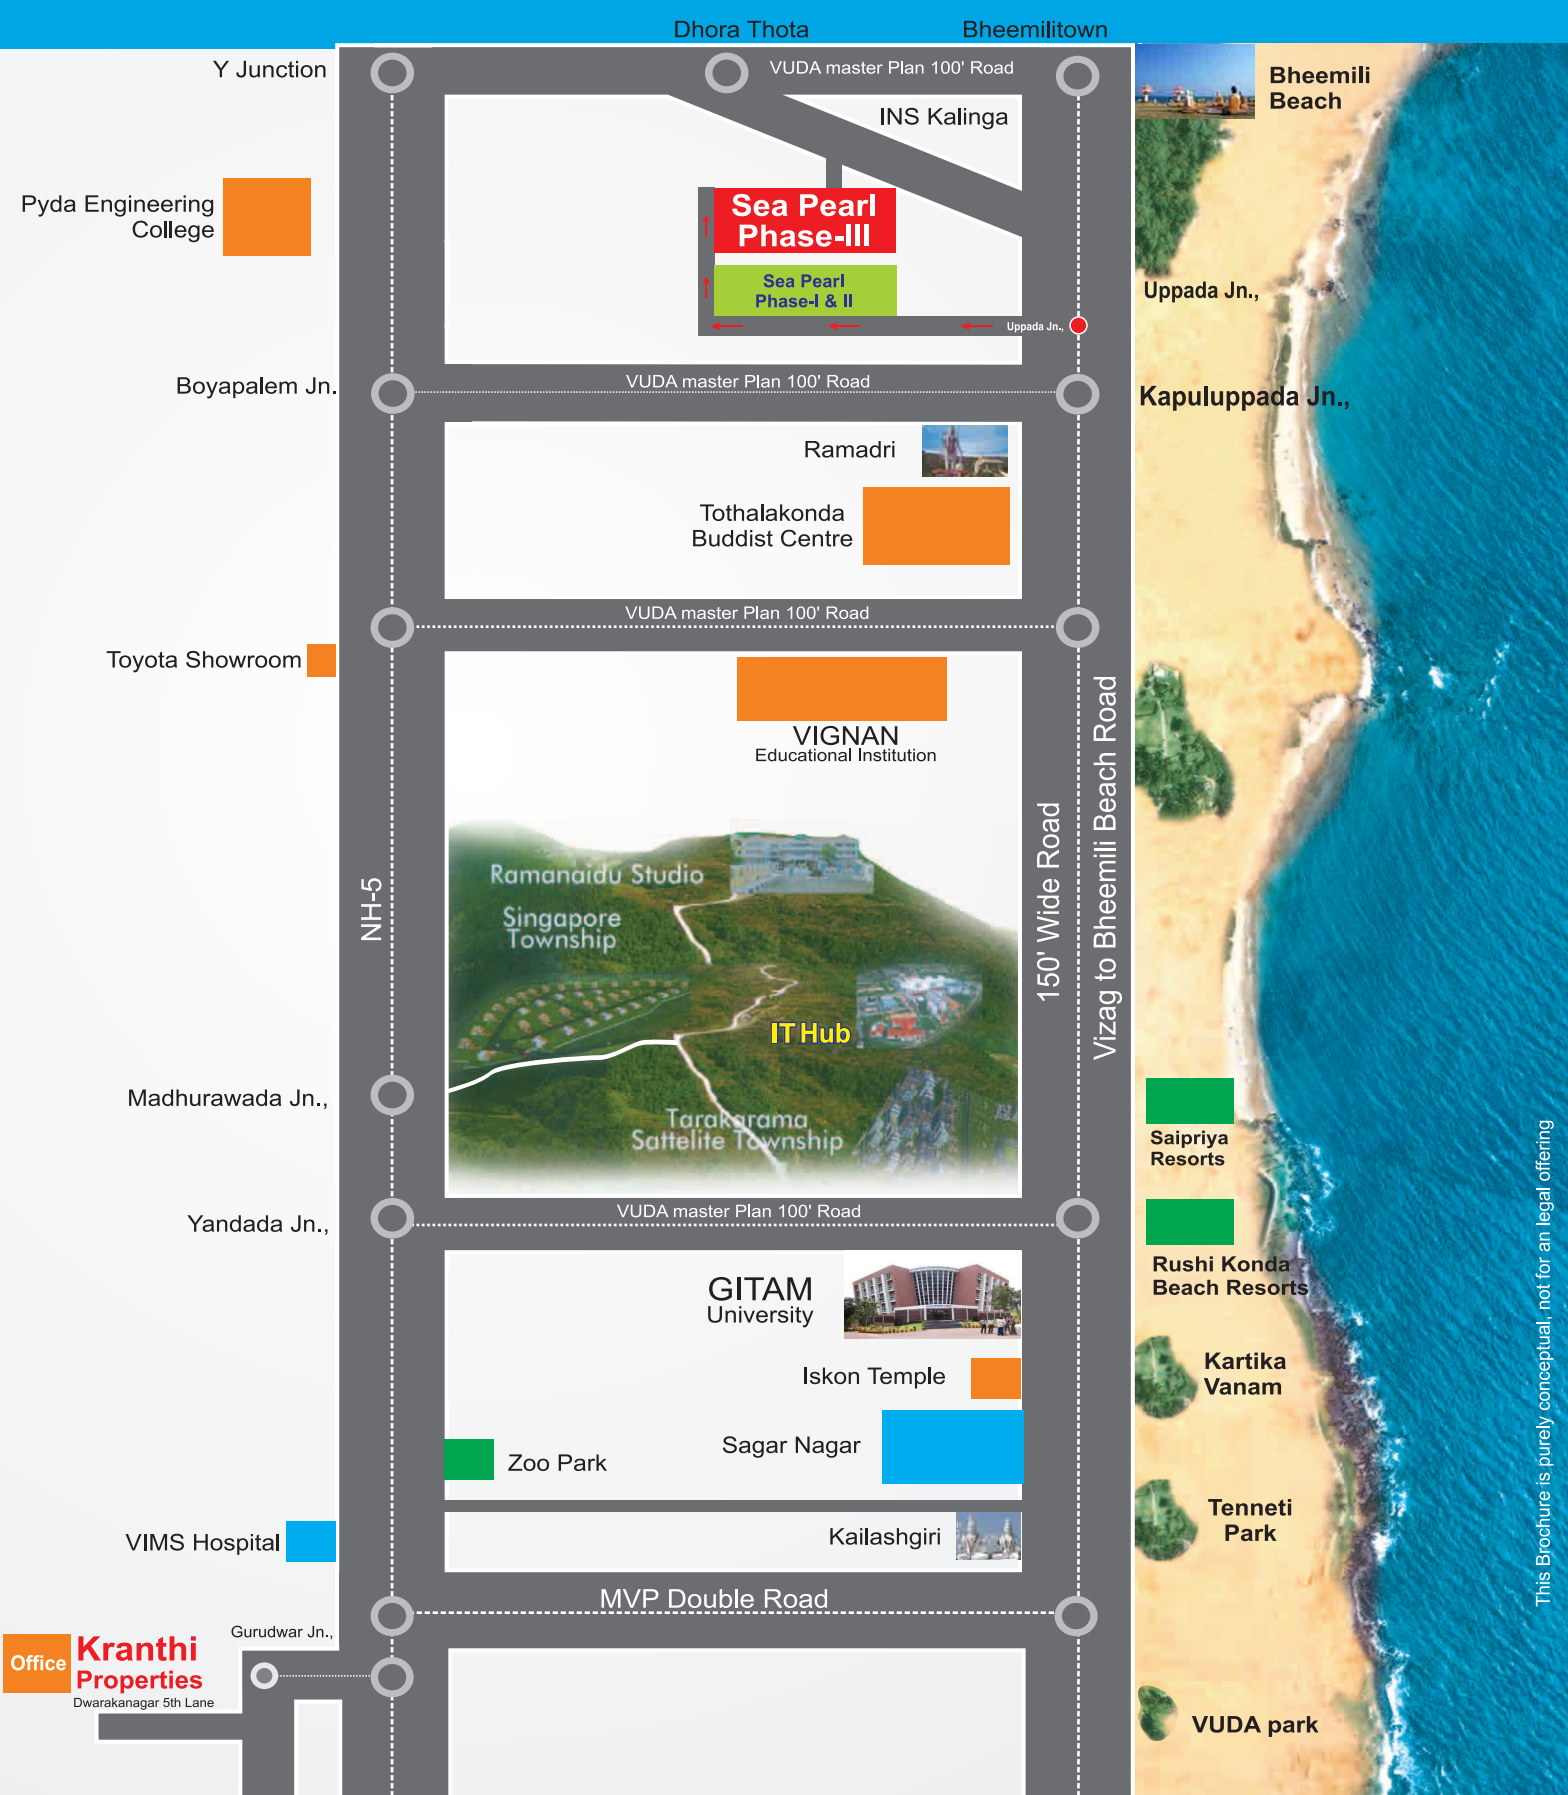 Dhora Thota
Bheemilitown
Y Junction
VUDA master Plan 100' Road
Bheemili
Beach
INS Kalinga
Pyda Engineering
College
Sea Pearl
Phase-III
Sea Pearl
Phase-I & II
Uppada Jn.,
Uppada Jn.,
Boyapalem Jn.
VUDA master Plan 100' Road
Kapuluppada Jn.,
Ramadri
Tothalakonda
Buddist Centre
VUDA master Plan 100' Road
Toyota Showroom
VIGNAN
Educational Institution
NH-5
Ramanaidu Studio
Singapore
Township
IT Hub
Tarakarama
Sattelite Township
150' Wide Road
Vizag to Bheemili Beach Road
Madhurawada Jn.,
Saipriya
Resorts
Yandada Jn.,
VUDA master Plan 100' Road
Rushi Konda
Beach Resorts
GITAM
University
Iskon Temple
Kartika
Vanam
Sagar Nagar
Zoo Park
Tenneti
Park
VIMS Hospital
Kailashgiri
MVP Double Road
Gurudwar Jn.,
Office
Kranthi
Properties
Dwarakanagar 5th Lane
VUDA park
This Brochure is purely conceptual, not for an legal offering